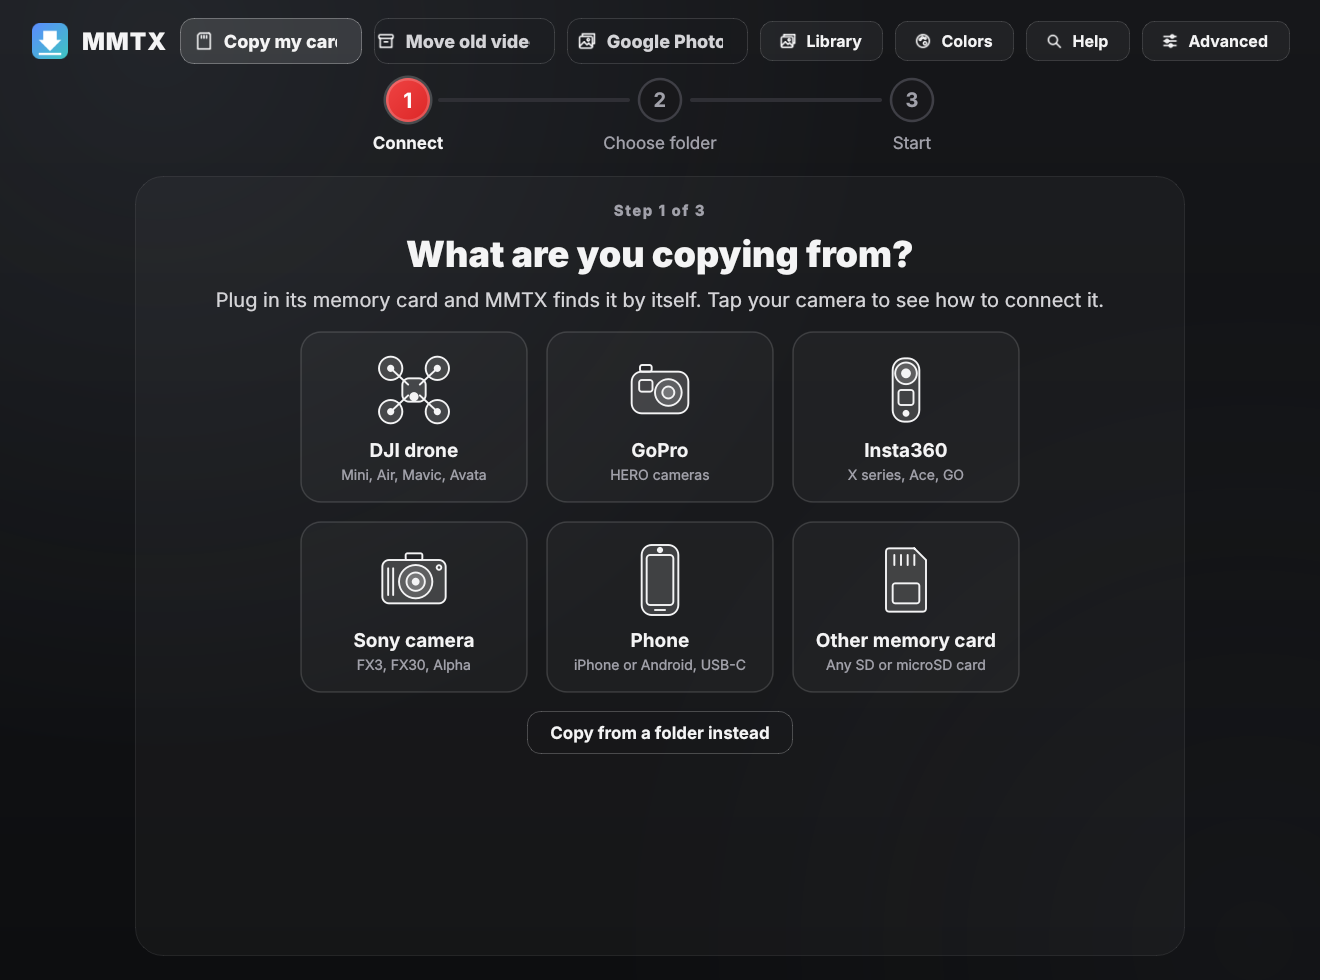 MMTX
Copy my car
Move old vide
Google Photo
Library
Colors
Help
Advanced
1
2
3
Connect
Choose folder
Start
Step 1 of 3
What are you copying from?
Plug in its memory card and MMTX finds it by itself. Tap your camera to see how to connect it.
DJI drone
Mini, Air, Mavic, Avata
GoPro
HERO cameras
Insta360
X series, Ace, GO
Sony camera
FX3, FX30, Alpha
Phone
iPhone or Android, USB-C
Other memory card
Any SD or microSD card
Copy from a folder instead